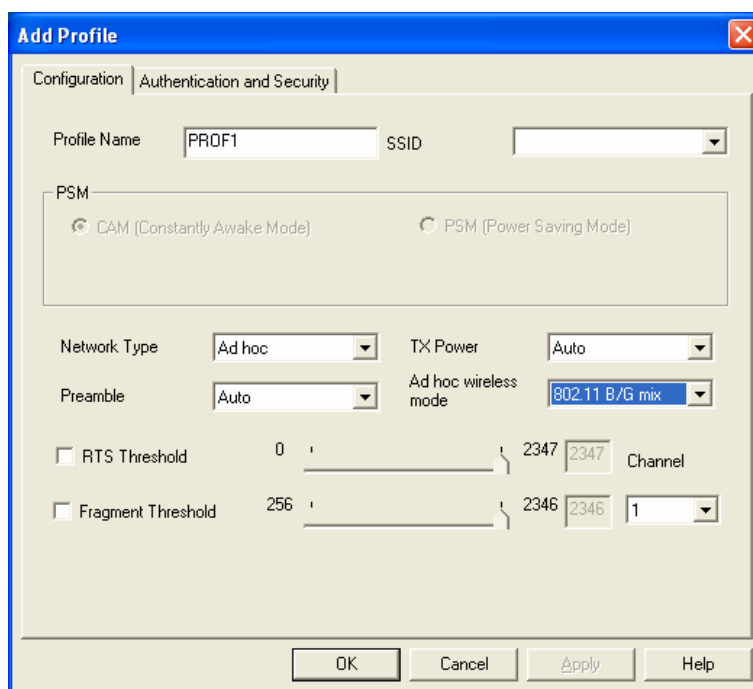 Add Profile
Configuration Authentication and Security
Profile Name PROF1 SSID
PSM
CAM (Constantly Awake Mode) PSM (Power Saving Mode)
Network Type Ad hoc TX Power Auto
Preamble Auto Ad hoc wireless mode 802.11 B/G mix
RTS Threshold 0 2347 2347 Channel
Fragment Threshold 256 2346 2346 1
OK Cancel Apply Help